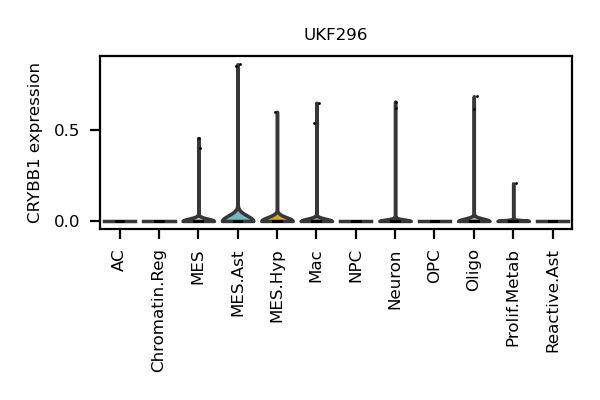 UKF296
CRYBB1 expression
0.5
0.0
AC
Chromatin.Reg
MES
MES.Ast
MES.Hyp
Mac
NPC
Neuron
OPC
Oligo
Prolif.Metab
Reactive.Ast